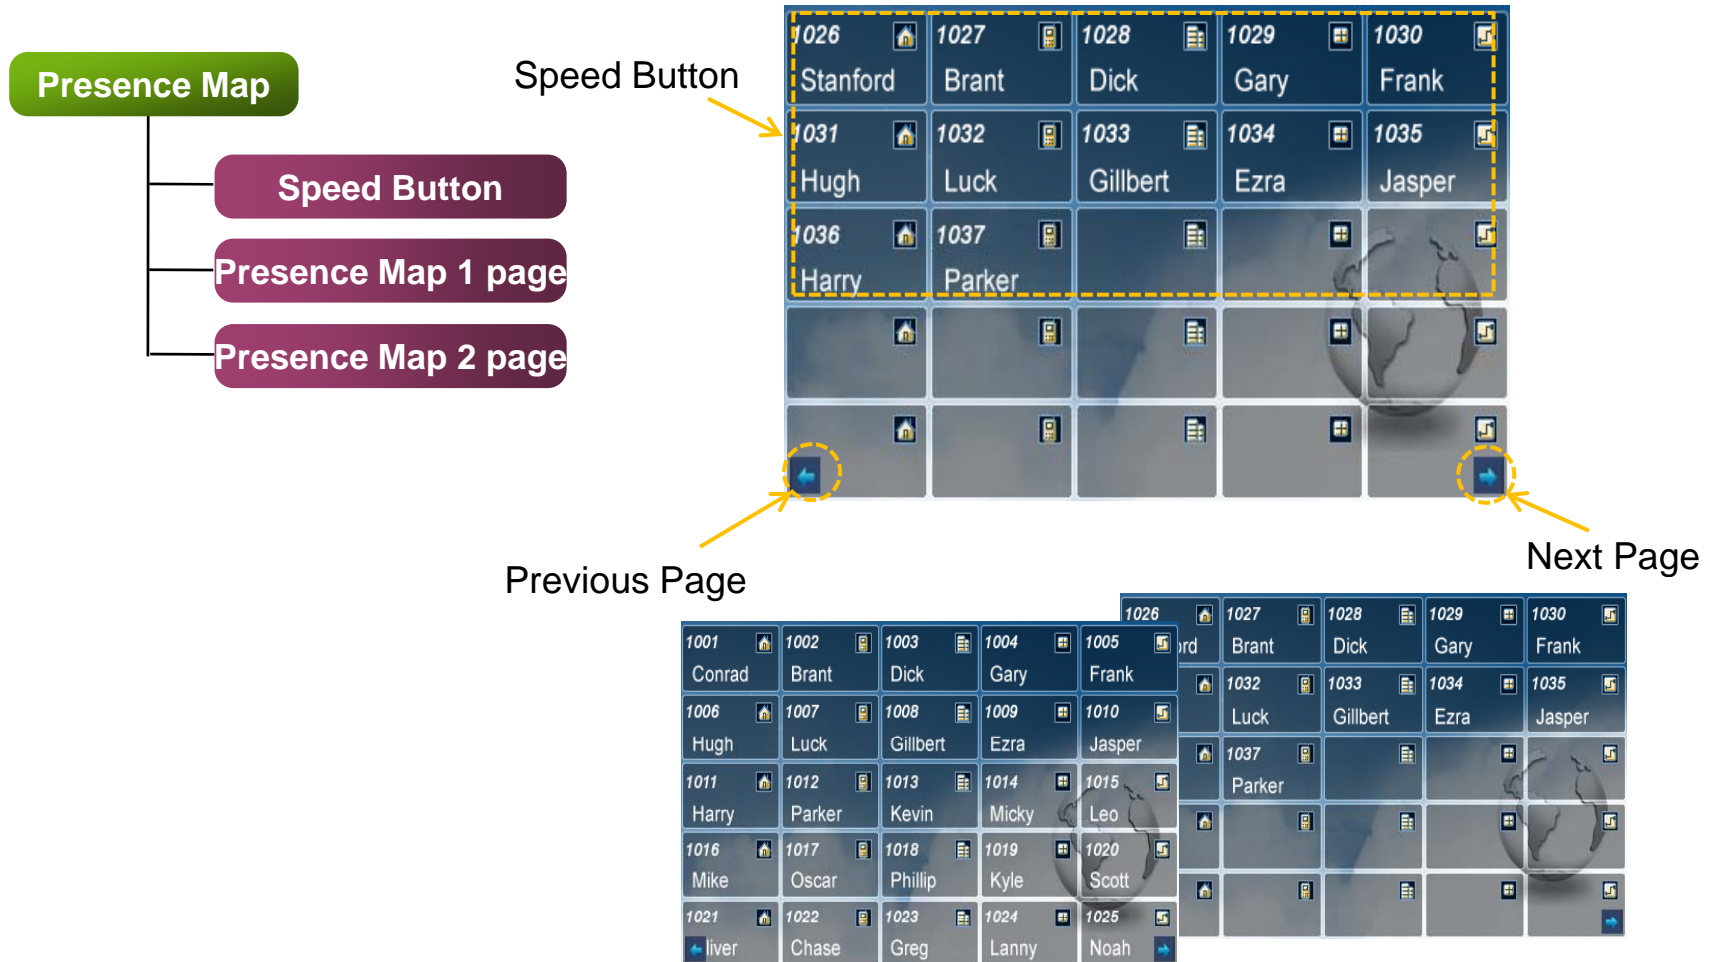 Presence Map
Speed Button
Presence Map 1 page
Presence Map 2 page
Speed Button
1026 1027 1028 1029 1030
Stanford Brant Dick Gary Frank
1031 1032 1033 1034 1035
Hugh Luck Gillbert Ezra Jasper
1036 1037
Harry Parker
Previous Page
Next Page
1001 1002 1003 1004 1005
Conrad Brant Dick Gary Frank
1006 1007 1008 1009 1010
Hugh Luck Gillbert Ezra Jasper
1011 1012 1013 1014 1015
Harry Parker Kevin Micky Leo
1016 1017 1018 1019 1020
Mike Oscar Phillip Kyle Scott
1021 1022 1023 1024 1025
liver Chase Greg Lanny Noah
1026 1027 1028 1029 1030
rd Brant Dick Gary Frank
1032 1033 1034 1035
Luck Gillbert Ezra Jasper
1037
Parker